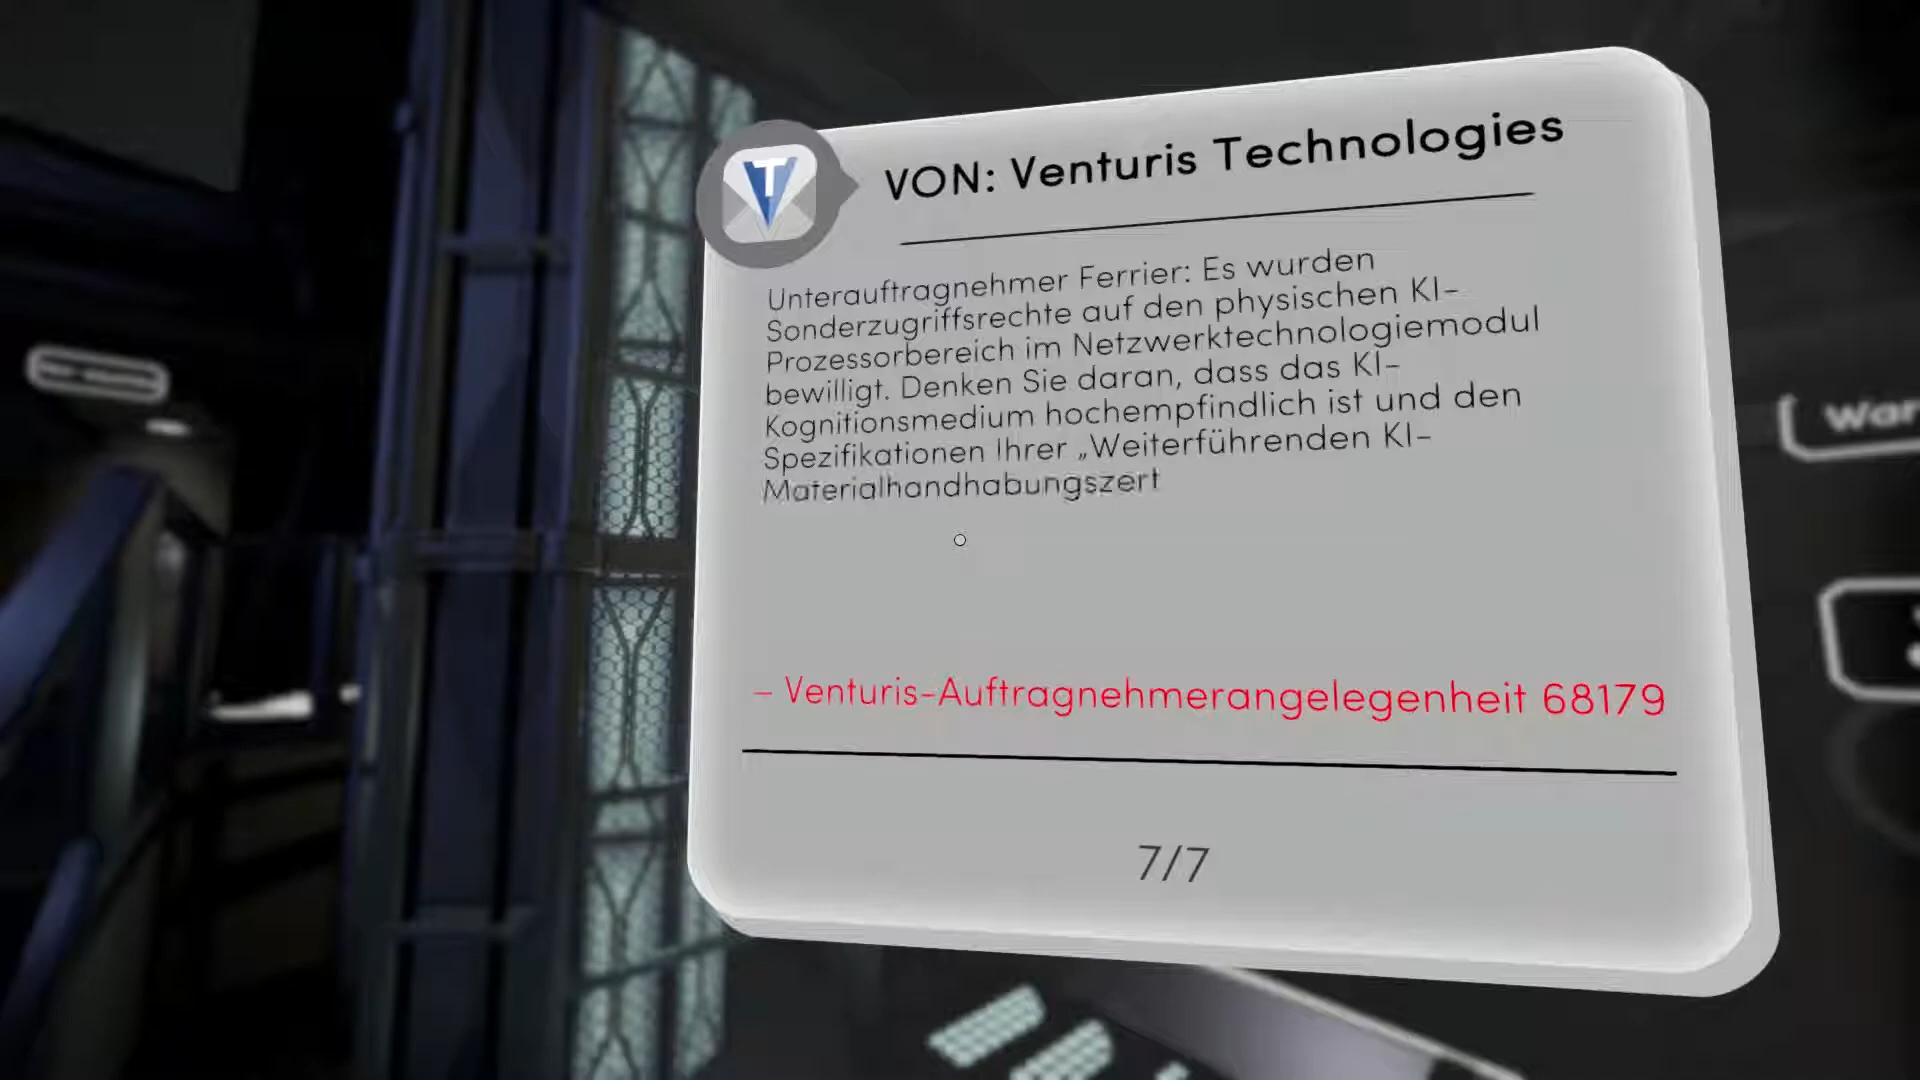 VON: Venturis Technologies
Unterauftragnehmer Ferrier: Es wurden
Sonderzugriffsrechte auf den physischen KI-
Prozessorbereich im Netzwerktechnologiemodul
bewilligt. Denken Sie daran, dass das KI-
Kognitionsmedium hochempfindlich ist und den
Spezifikationen Ihrer „Weiterführenden KI-
Materialhandhabungszert
– Venturis-Auftragnehmerangelegenheit 68179
7/7
War